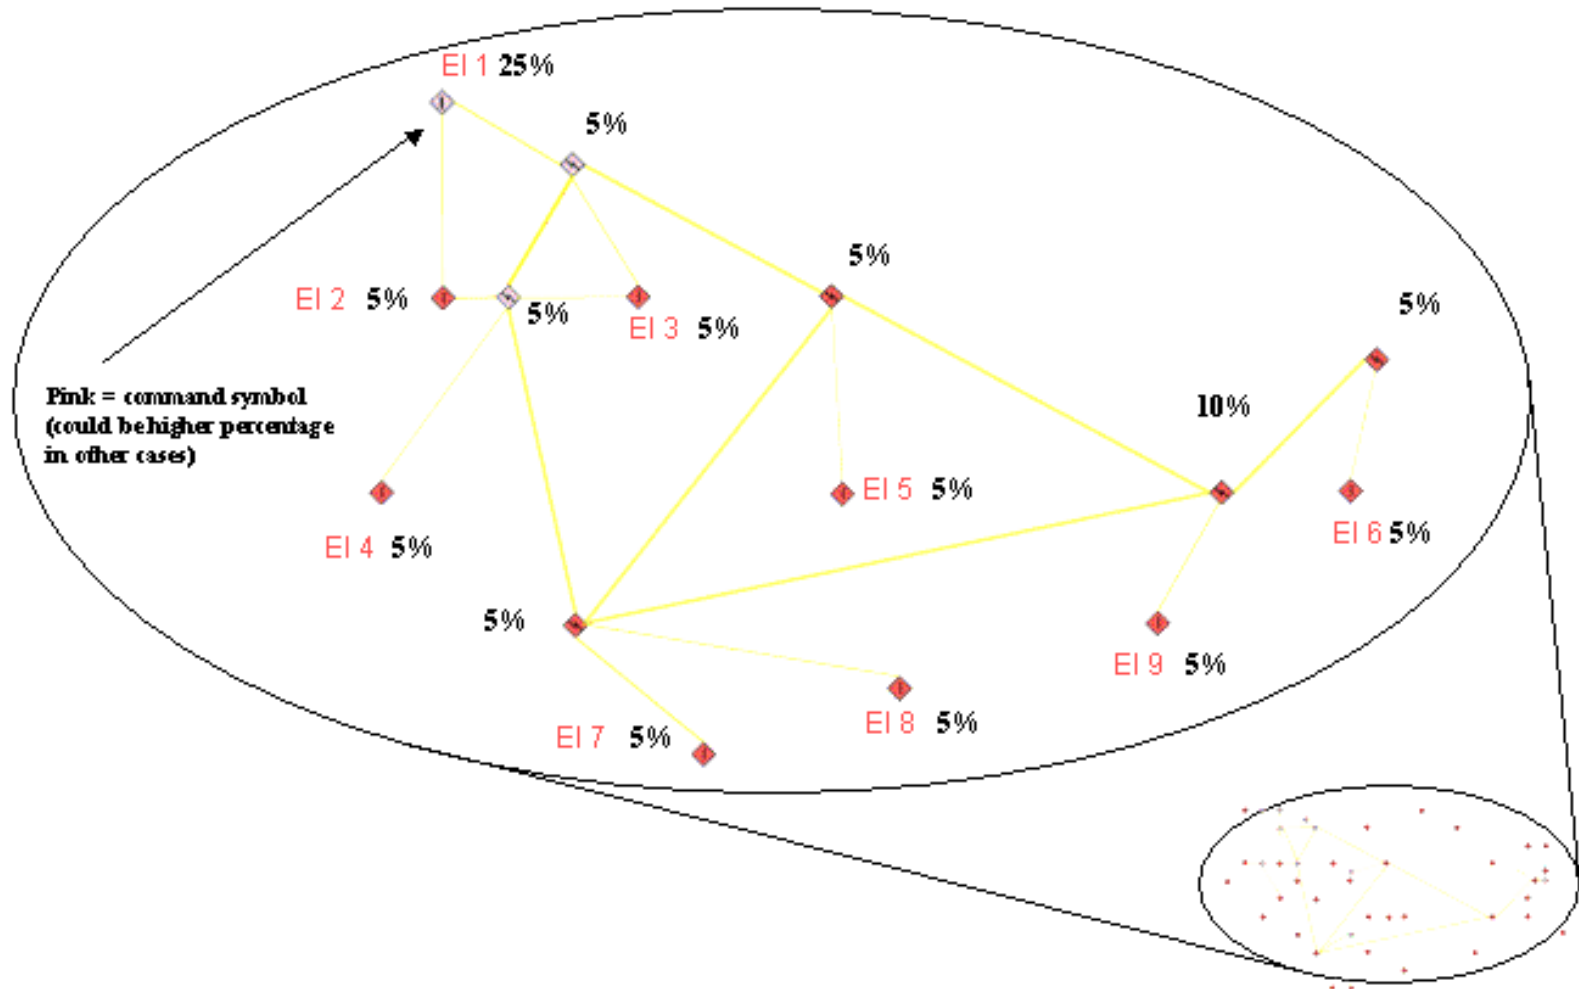 EI 1 25%
5%
5%
EI 2 5%
5%
EI 3 5%
5%
Pink = command symbol
(could be higher percentage
in other cases)
10%
EI 5 5%
EI 6 5%
EI 4 5%
5%
EI 9 5%
EI 8 5%
EI 7 5%